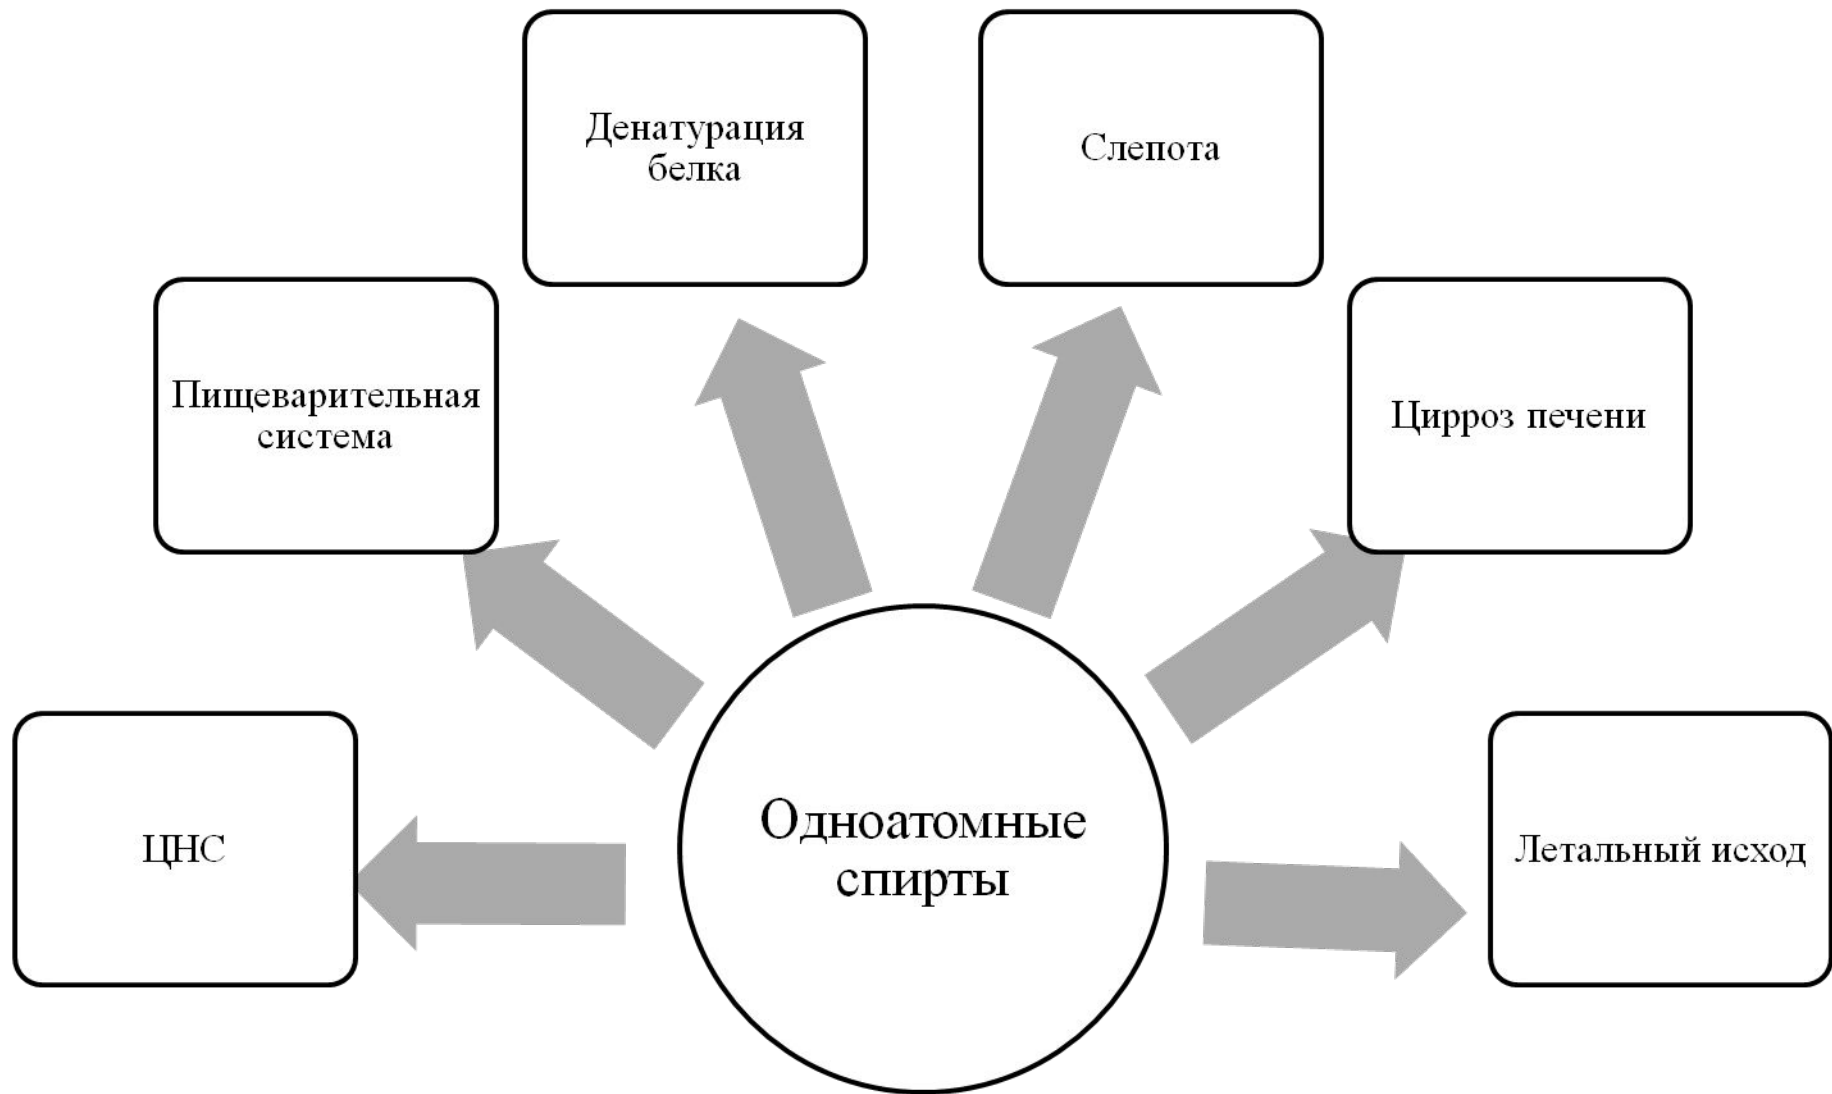 Денатурация
белка
Слепота
Пищеварительная
система
Цирроз печени
ЦНС
Одноатомные
спирты
Летальный исход